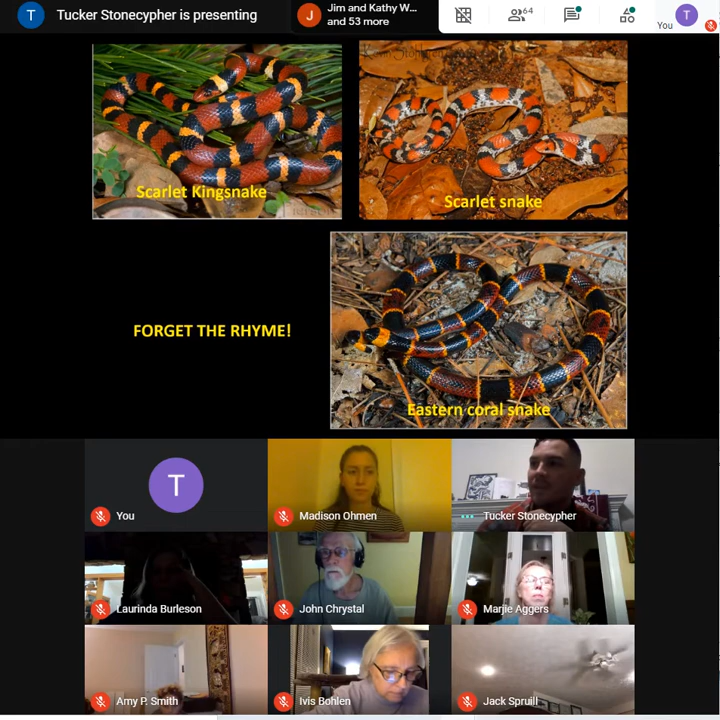 T
Tucker Stonecypher is presenting
J
Jim and Kathy W...
and 53 more
64
You
T
Scarlet Kingsnake
Scarlet snake
FORGET THE RHYME!
Eastern coral snake
T
You
Madison Ohmen
Tucker Stonecypher
Laurinda Burleson
John Chrystal
Marjie Aggers
Amy P. Smith
Ivis Bohlen
Jack Spruill